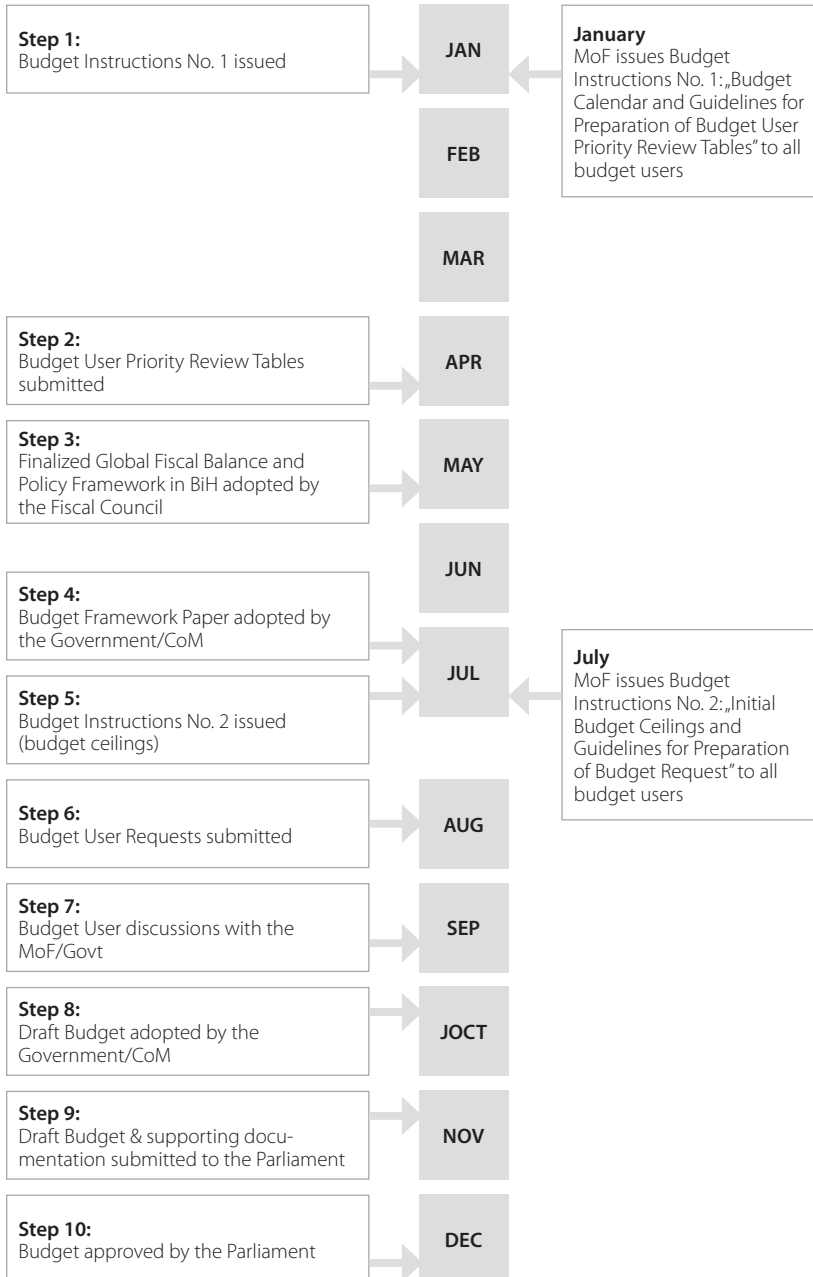 Step 1:
Budget Instructions No. 1 issued
JAN
January
MoF issues Budget
Instructions No. 1:„Budget
Calendar and Guidelines for
Preparation of Budget User
Priority Review Tables” to all
budget users
FEB
MAR
Step 2:
Budget User Priority Review Tables
submitted
APR
Step 3:
Finalized Global Fiscal Balance and
Policy Framework in BiH adopted by
the Fiscal Council
MAY
JUN
Step 4:
Budget Framework Paper adopted by
the Government/CoM
JUL
Step 5:
Budget Instructions No. 2 issued
(budget ceilings)
July
MoF issues Budget
Instructions No. 2:„Initial
Budget Ceilings and
Guidelines for Preparation
of Budget Request” to all
budget users
Step 6:
Budget User Requests submitted
AUG
Step 7:
Budget User discussions with the
MoF/Govt
SEP
Step 8:
Draft Budget adopted by the
Government/CoM
JOCT
Step 9:
Draft Budget & supporting docu-
mentation submitted to the Parliament
NOV
Step 10:
Budget approved by the Parliament
DEC